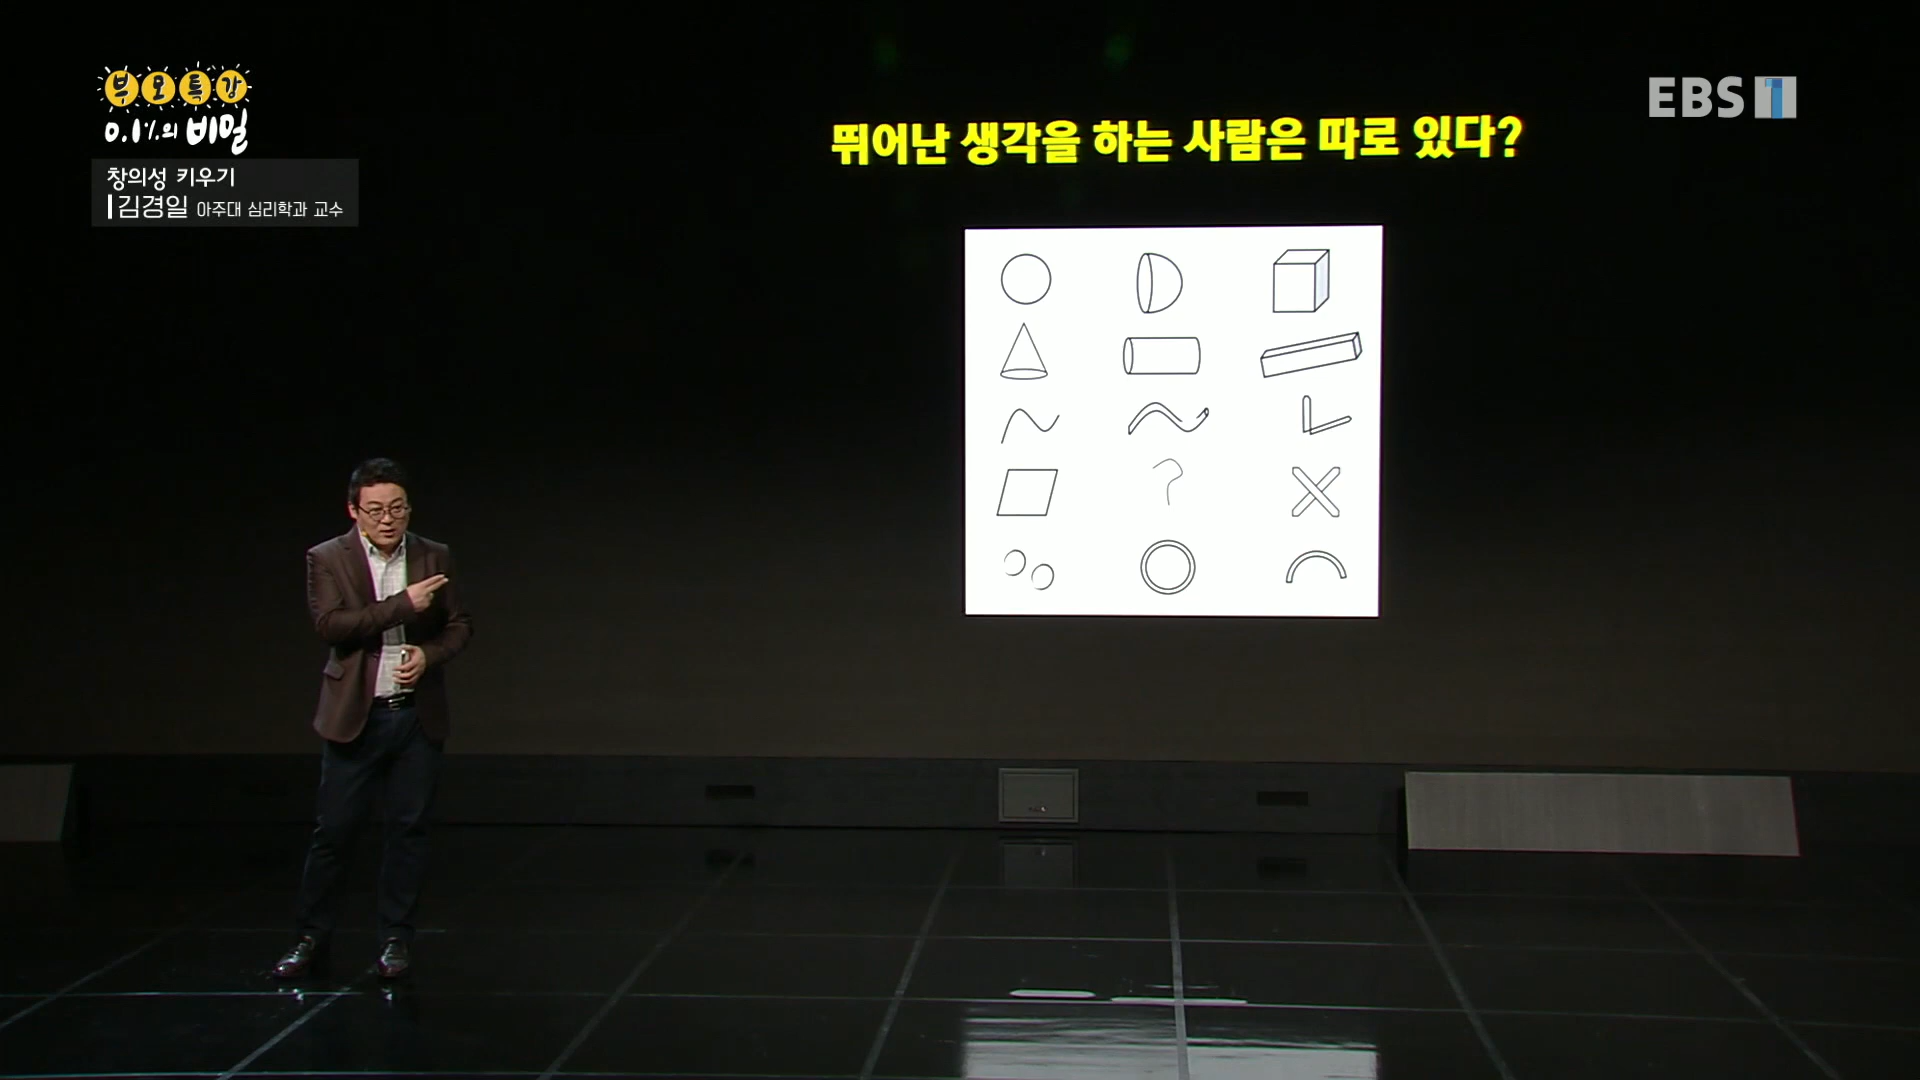 부모특강
0.1%의 비밀
창의성 키우기
김경일 아주대 심리학과 교수
EBS 1
뛰어난 생각을 하는 사람은 따로 있다?